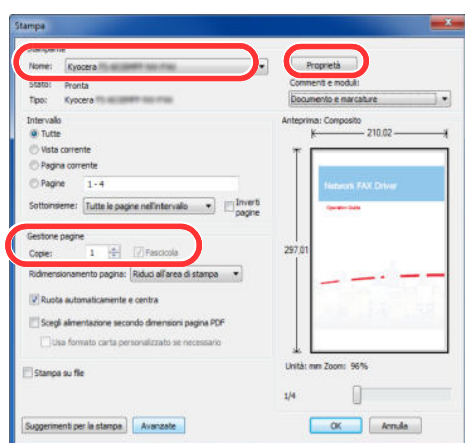 Stampa
Stampante
Nome: Kyocera
Proprietà
Stato: Pronta
Commenti e moduli:
Tipo: Kyocera
Documento e marcature
Intervallo
Anteprima: Composito
Tutte
210,02
Vista corrente
Pagina corrente
Pagine 1 - 4
Sottoinsieme: Tutte le pagine nell'intervallo
Inverti
pagine
Network FAX Driver
Operation Guide
Gestione pagine
Copie: 1 Fascicola
297,01
Ridimensionamento pagina: Riduci all'area di stampa
Ruota automaticamente e centra
Scegli alimentazione secondo dimensioni pagina PDF
Usa formato carta personalizzato se necessario
Unità: mm Zoom: 96%
Stampa su file
1/4
Suggerimenti per la stampa
Avanzate
OK
Annulla